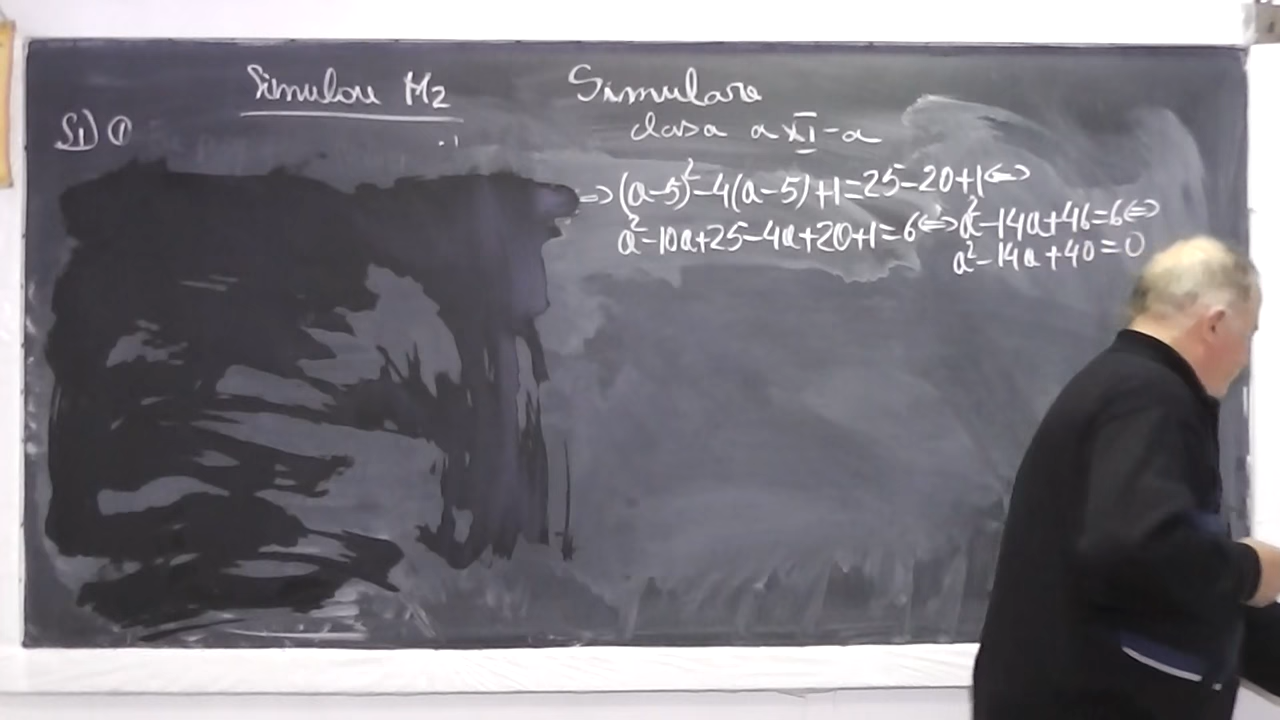 Simulare M2
S1) ①
Simulare
clasa a XI-a
⇒ (a-5)²-4(a-5)+1=25-20+1⇔
a²-10a+25-4a+20+1=6⇔a²-14a+46=6⇔
a²-14a+40=0